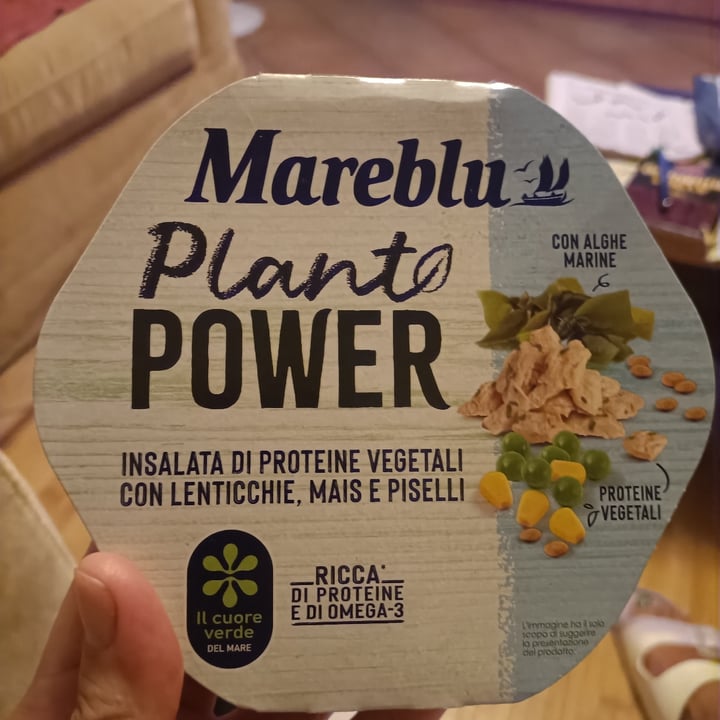 Mareblu
Plant
POWER
CON ALGHE
MARINE
INSALATA DI PROTEINE VEGETALI
CON LENTICCHIE, MAIS E PISELLI
PROTEINE
VEGETALI
Il cuore
verde
DEL MARE
RICCA*
DI PROTEINE
E DI OMEGA-3
L'immagine ha il solo
scopo di suggerire
la presentazione
del prodotto.